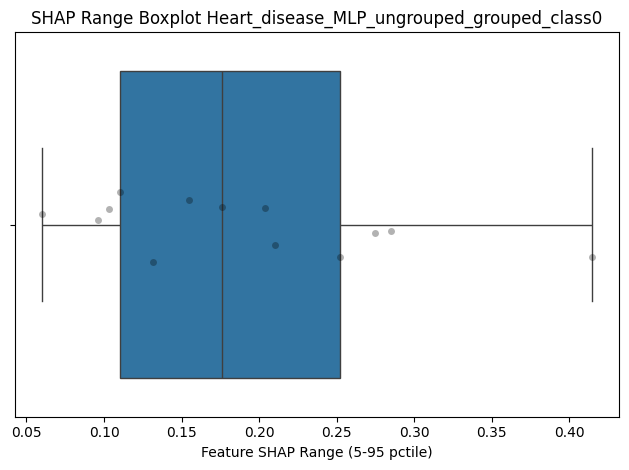 SHAP Range Boxplot Heart_disease_MLP_ungrouped_grouped_class0
0.05 0.10 0.15 0.20 0.25 0.30 0.35 0.40
Feature SHAP Range (5-95 pctile)